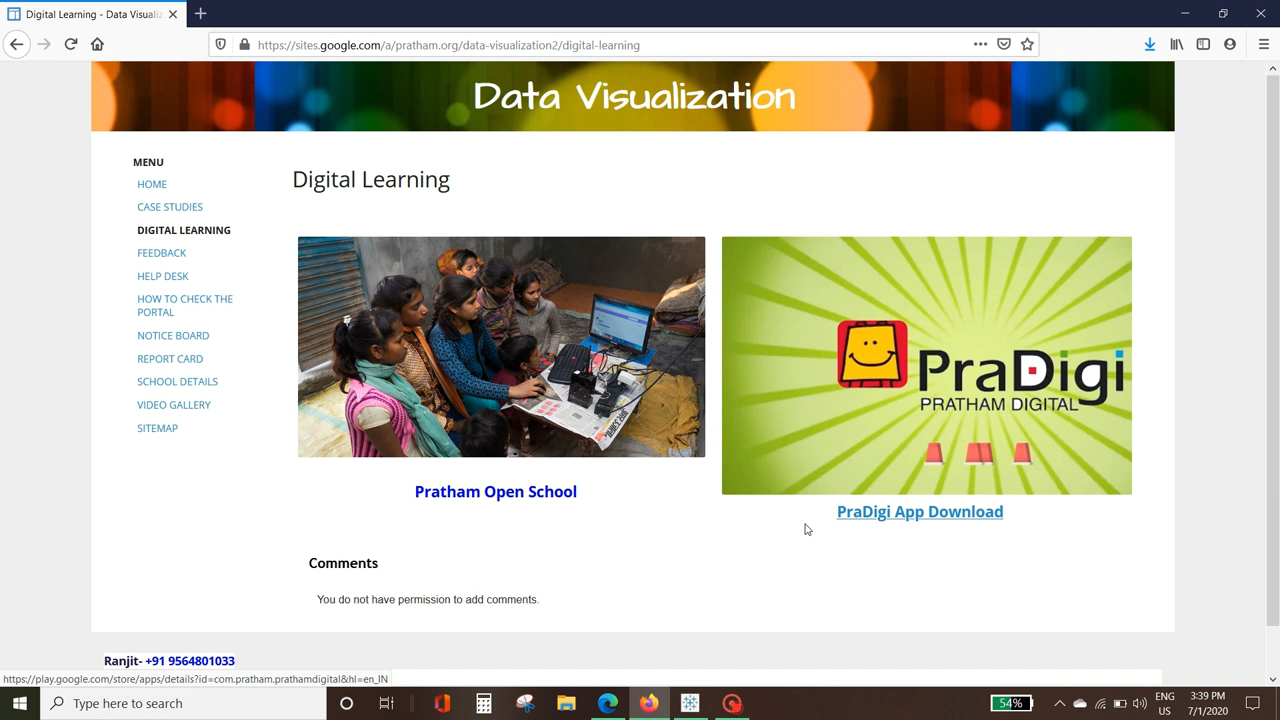 Digital Learning - Data Visualiz
https://sites.google.com/a/pratham.org/data-visualization2/digital-learning
Data Visualization
MENU
HOME
CASE STUDIES
DIGITAL LEARNING
FEEDBACK
HELP DESK
HOW TO CHECK THE
PORTAL
NOTICE BOARD
REPORT CARD
SCHOOL DETAILS
VIDEO GALLERY
SITEMAP
Digital Learning
PraDigi
PRATHAM DIGITAL
Pratham Open School
PraDigi App Download
Comments
You do not have permission to add comments.
Ranjit- +91 9564801033
https://play.google.com/store/apps/details?id=com.pratham.prathamdigital&hl=en_IN
Type here to search
54%
ENG
US
3:39 PM
7/1/2020